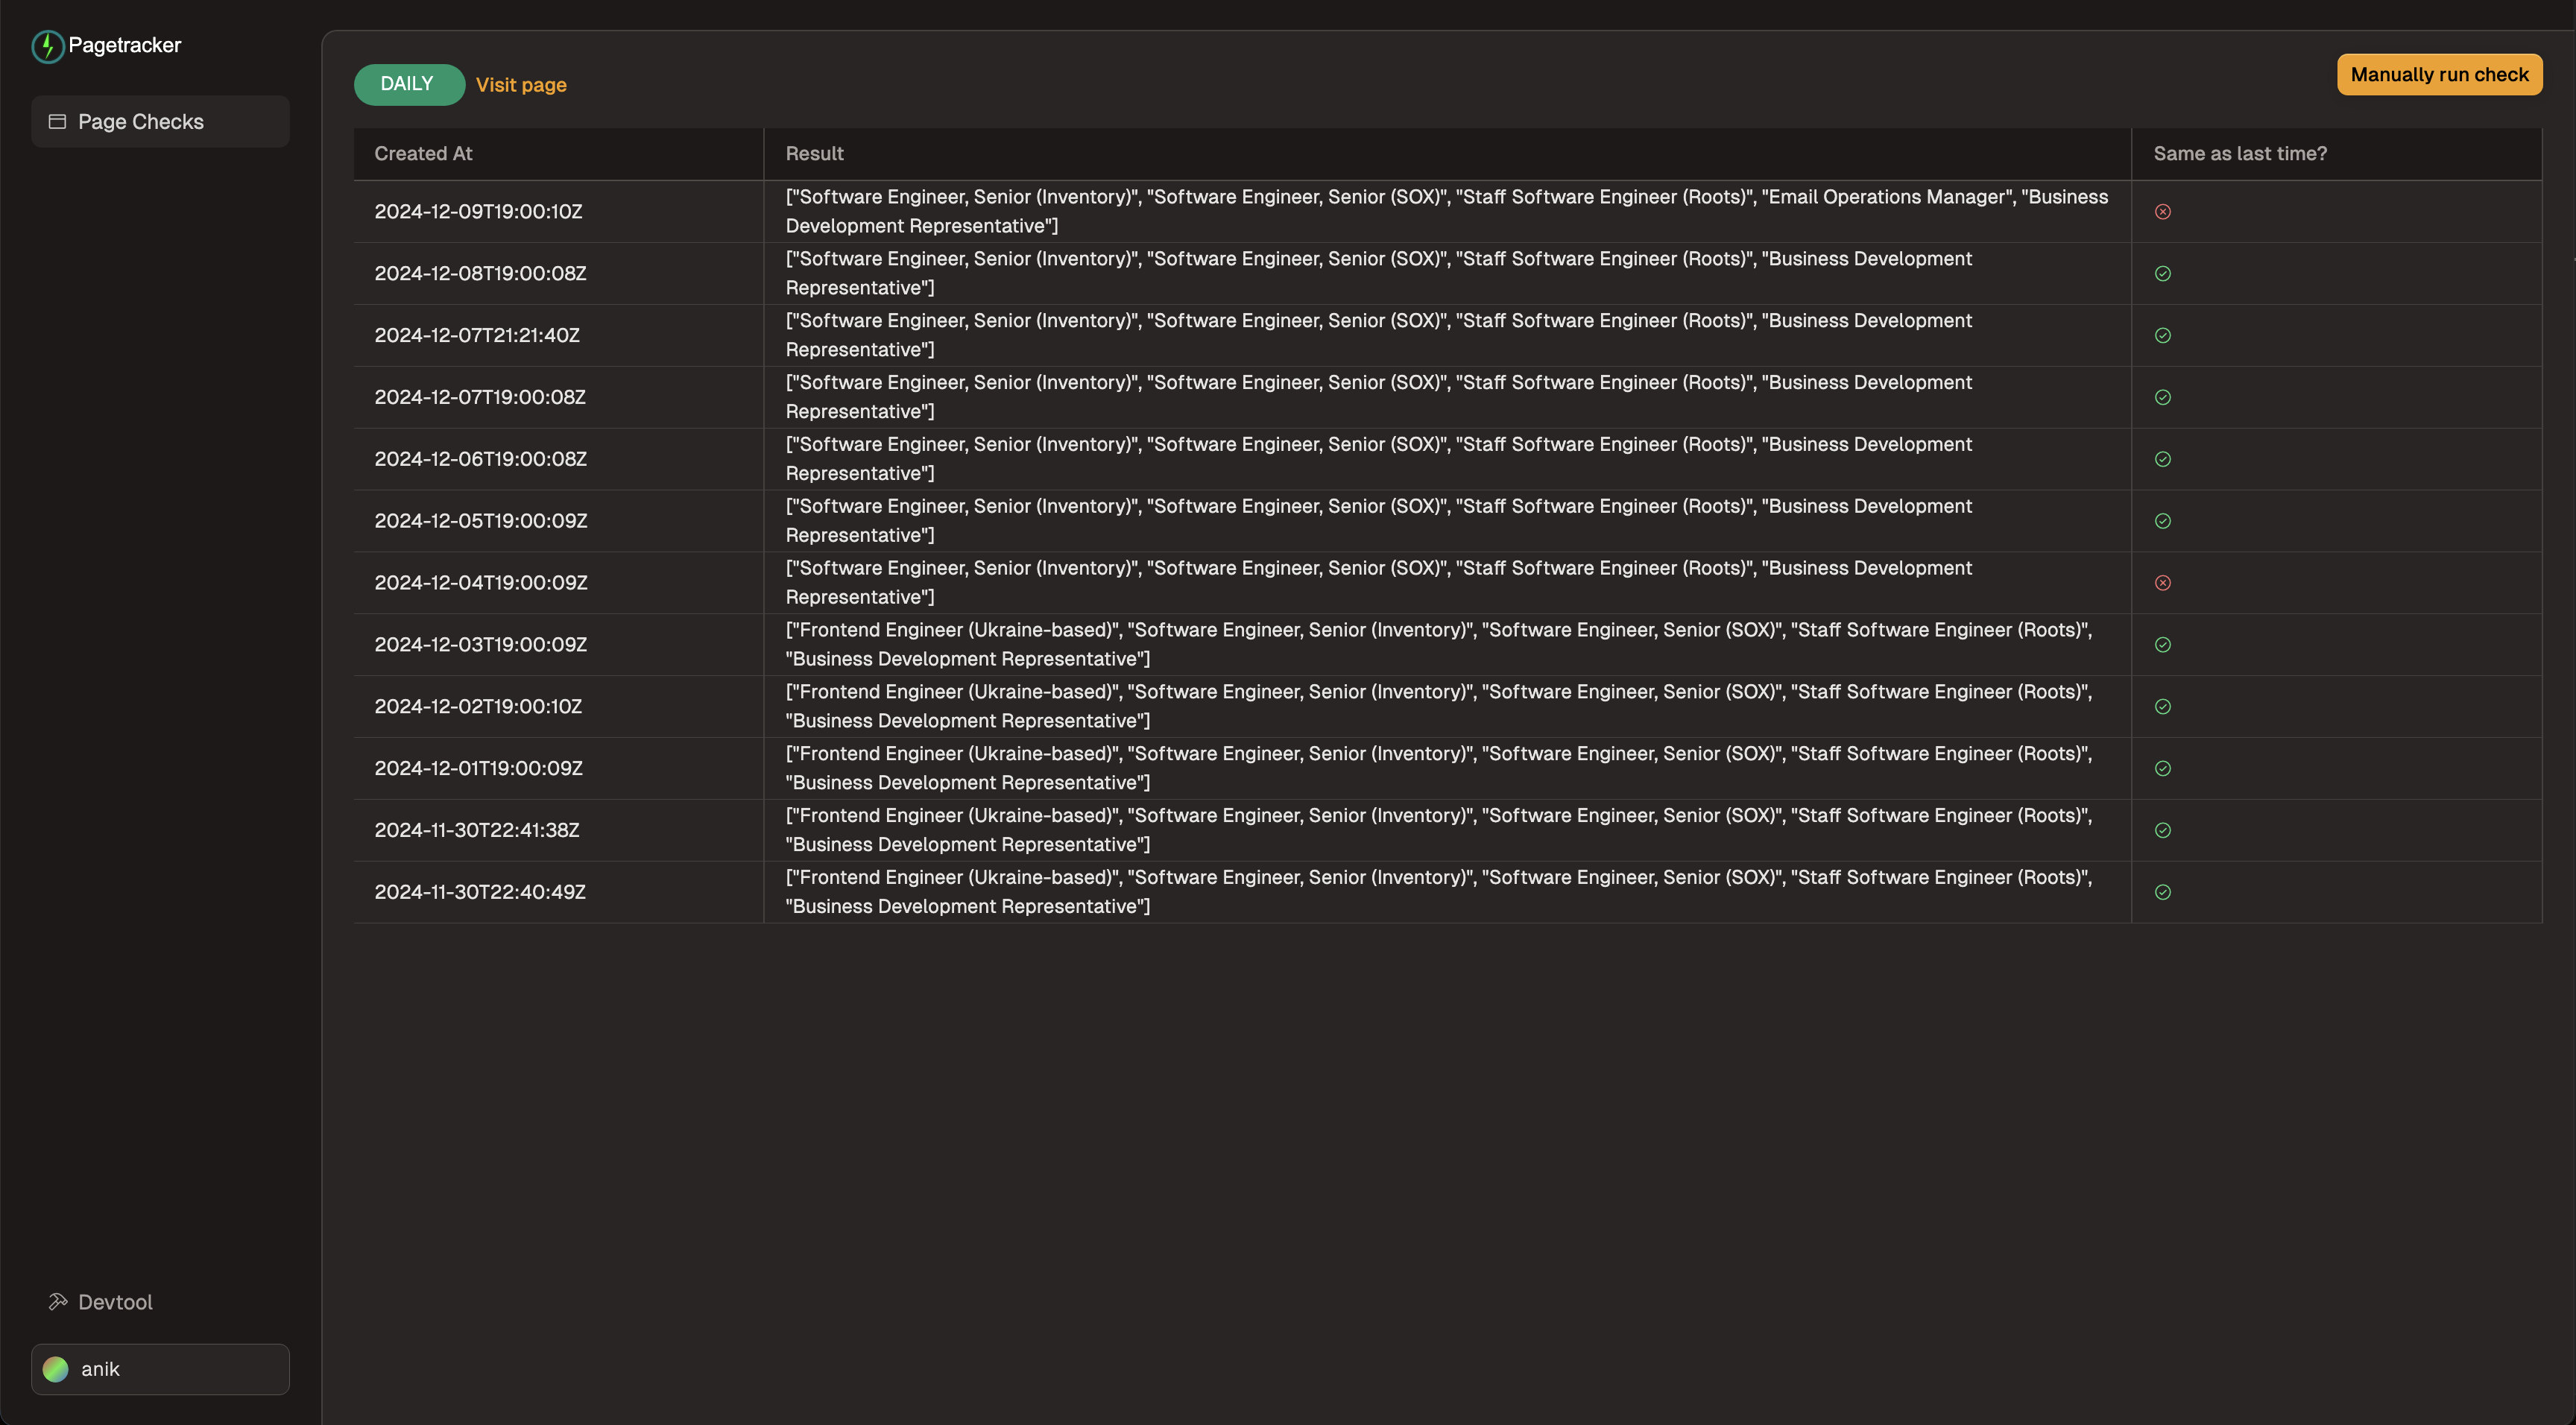 Pagetracker
Page Checks
DAILY
Visit page
Manually run check
Created At
Result
Same as last time?
2024-12-09T19:00:10Z
["Software Engineer, Senior (Inventory)", "Software Engineer, Senior (SOX)", "Staff Software Engineer (Roots)", "Email Operations Manager", "Business
Development Representative"]
2024-12-08T19:00:08Z
["Software Engineer, Senior (Inventory)", "Software Engineer, Senior (SOX)", "Staff Software Engineer (Roots)", "Business Development
Representative"]
2024-12-07T21:21:40Z
["Software Engineer, Senior (Inventory)", "Software Engineer, Senior (SOX)", "Staff Software Engineer (Roots)", "Business Development
Representative"]
2024-12-07T19:00:08Z
["Software Engineer, Senior (Inventory)", "Software Engineer, Senior (SOX)", "Staff Software Engineer (Roots)", "Business Development
Representative"]
2024-12-06T19:00:08Z
["Software Engineer, Senior (Inventory)", "Software Engineer, Senior (SOX)", "Staff Software Engineer (Roots)", "Business Development
Representative"]
2024-12-05T19:00:09Z
["Software Engineer, Senior (Inventory)", "Software Engineer, Senior (SOX)", "Staff Software Engineer (Roots)", "Business Development
Representative"]
2024-12-04T19:00:09Z
["Software Engineer, Senior (Inventory)", "Software Engineer, Senior (SOX)", "Staff Software Engineer (Roots)", "Business Development
Representative"]
2024-12-03T19:00:09Z
["Frontend Engineer (Ukraine-based)", "Software Engineer, Senior (Inventory)", "Software Engineer, Senior (SOX)", "Staff Software Engineer (Roots)",
"Business Development Representative"]
2024-12-02T19:00:10Z
["Frontend Engineer (Ukraine-based)", "Software Engineer, Senior (Inventory)", "Software Engineer, Senior (SOX)", "Staff Software Engineer (Roots)",
"Business Development Representative"]
2024-12-01T19:00:09Z
["Frontend Engineer (Ukraine-based)", "Software Engineer, Senior (Inventory)", "Software Engineer, Senior (SOX)", "Staff Software Engineer (Roots)",
"Business Development Representative"]
2024-11-30T22:41:38Z
["Frontend Engineer (Ukraine-based)", "Software Engineer, Senior (Inventory)", "Software Engineer, Senior (SOX)", "Staff Software Engineer (Roots)",
"Business Development Representative"]
2024-11-30T22:40:49Z
["Frontend Engineer (Ukraine-based)", "Software Engineer, Senior (Inventory)", "Software Engineer, Senior (SOX)", "Staff Software Engineer (Roots)",
"Business Development Representative"]
Devtool
anik